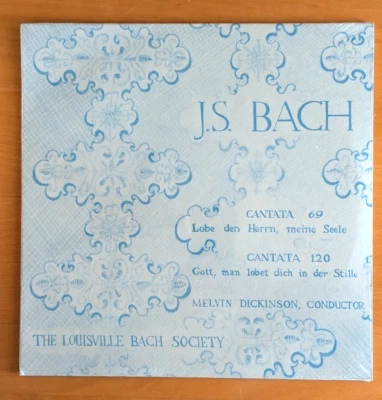 J.S. BACH
CANTATA 69
Lobe den Herrn, meine Seele
CANTATA 120
Gott, man lobet dich in der Stille
MELVIN DICKINSON, CONDUCTOR
THE LOUISVILLE BACH SOCIETY